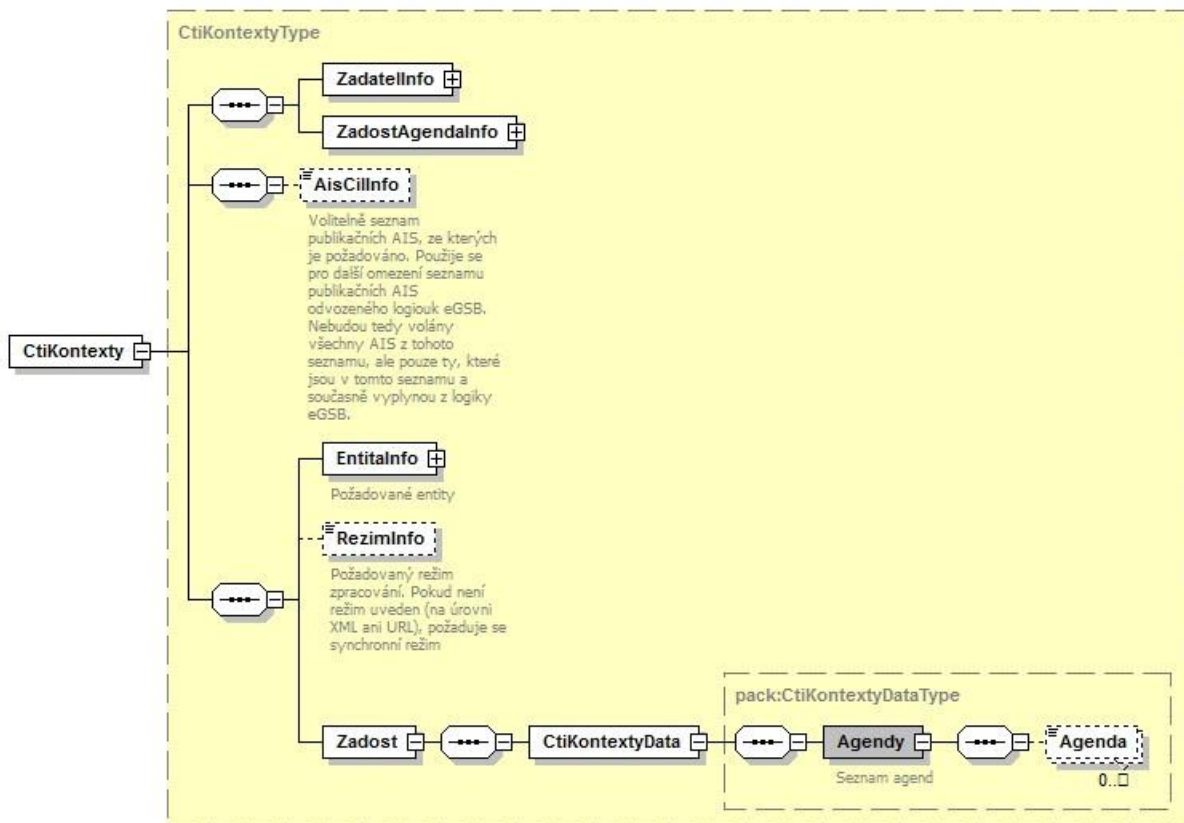 CtiKontextyType
ZadatelInfo
ZadostAgendaInfo
AisCilInfo
Volitelně seznam
publikačních AIS, ze kterých
je požadováno. Použije se
pro další omezení seznamu
publikačních AIS
odvozeného logiouk eGSB.
Nebudou tedy volány
všechny AIS z tohoto
seznamu, ale pouze ty, které
jsou v tomto seznamu a
současně vyplynou z logiky
eGSB.
CtiKontexty
EntitaInfo
Požadované entity
RezimInfo
Požadovaný režim
zpracování. Pokud není
režim uveden (na úrovni
XML ani URL), požaduje se
synchronní režim
pack:CtiKontextyDataType
Zadost
CtiKontextyData
Agendy
Agenda
Seznam agend
0..□